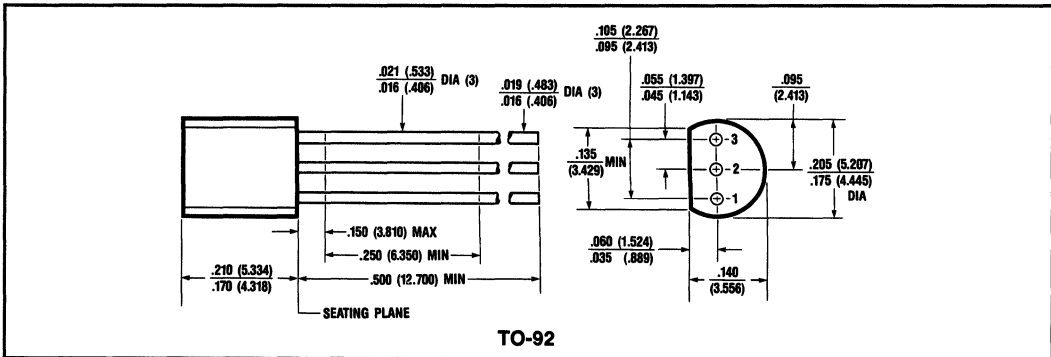 .105 (2.267)
.095 (2.413)
.021 (.533)
.016 (.406)
DIA (3)
.019 (.483)
.016 (.406)
DIA (3)
.055 (1.397)
.045 (1.143)
.095
(2.413)
3
2
1
.135
(3.429)
MIN
.205 (5.207)
.175 (4.445)
DIA
.150 (3.810) MAX
.250 (6.350) MIN
.500 (12.700) MIN
.210 (5.334)
.170 (4.318)
SEATING PLANE
.060 (1.524)
.035 (.889)
.140
(3.556)
TO-92